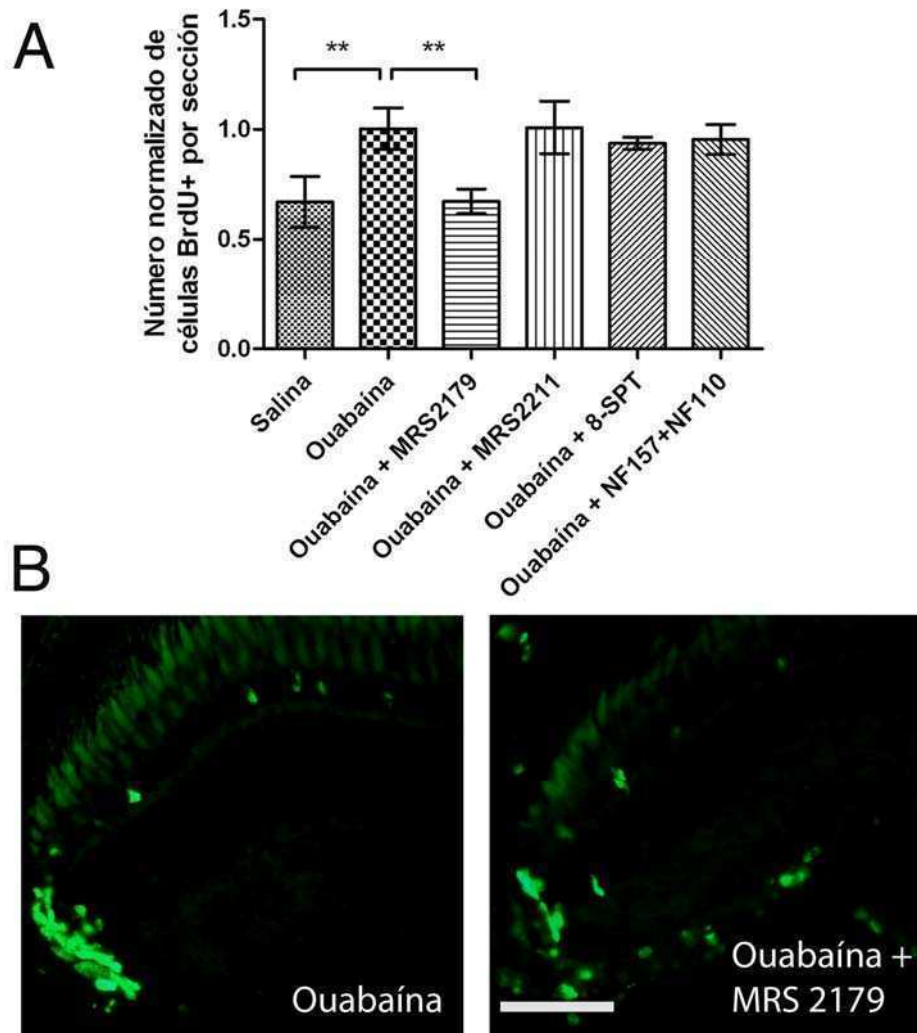 A
Número normalizado de
células BrdU+ por sección
1.5
1.0
0.5
0.0
**
**
Salina
Ouabaína
Ouabaína + MRS2179
Ouabaína + MRS2211
Ouabaína + 8-SPT
Ouabaína + NF157+NF110
B
Ouabaína
Ouabaína +
MRS 2179